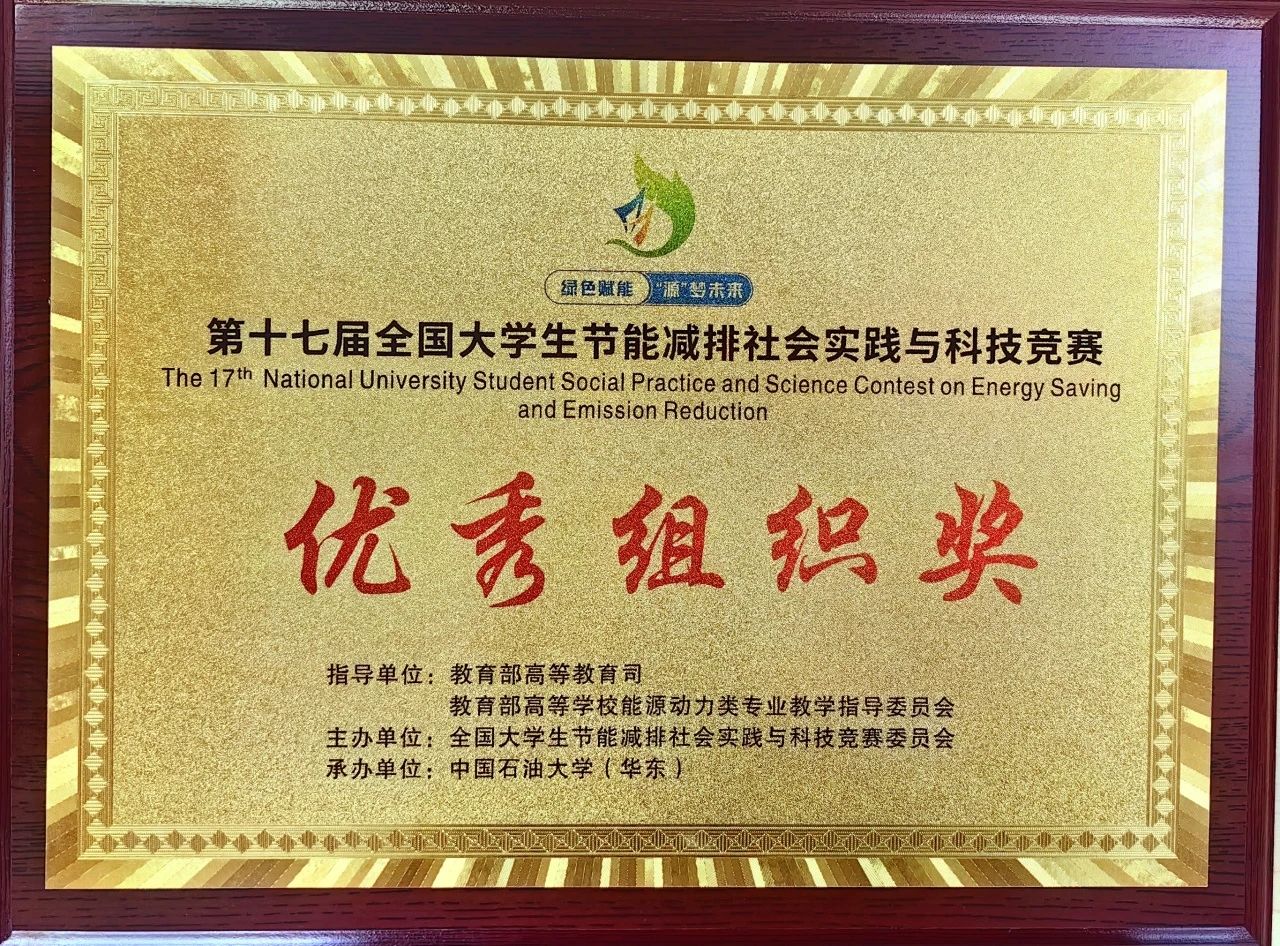 绿色赋能 "源"梦未来
第十七届全国大学生节能减排社会实践与科技竞赛
The 17th National University Student Social Practice and Science Contest on Energy Saving
and Emission Reduction
优秀组织奖
指导单位：教育部高等教育司
教育部高等学校能源动力类专业教学指导委员会
主办单位：全国大学生节能减排社会实践与科技竞赛委员会
承办单位：中国石油大学（华东）